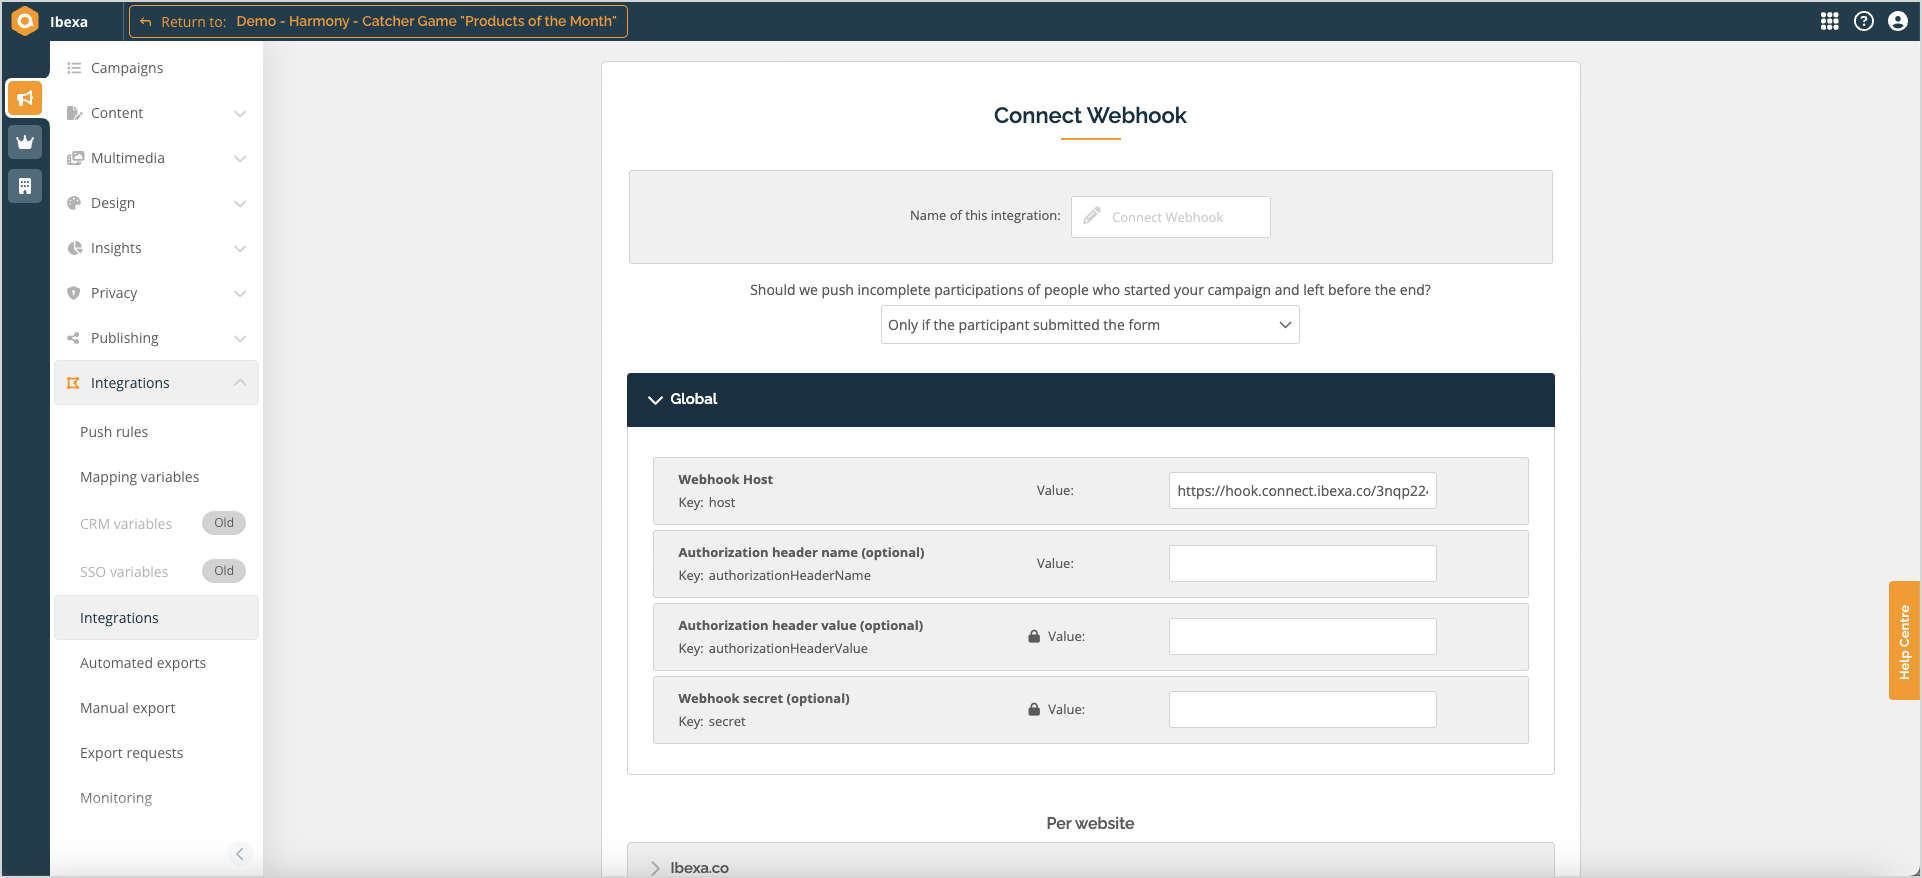 Ibexa
Return to: Demo - Harmony - Catcher Game "Products of the Month"
Campaigns
Content
Multimedia
Design
Insights
Privacy
Publishing
Integrations
Push rules
Mapping variables
CRM variables Old
SSO variables Old
Integrations
Automated exports
Manual export
Export requests
Monitoring
Connect Webhook
Name of this integration: Connect Webhook
Should we push incomplete participations of people who started your campaign and left before the end?
Only if the participant submitted the form
Global
Webhook Host
Key: host
Value: https://hook.connect.ibexa.co/3nqp22
Authorization header name (optional)
Key: authorizationHeaderName
Value:
Authorization header value (optional)
Key: authorizationHeaderValue
Value:
Webhook secret (optional)
Key: secret
Value:
Per website
Ibexa.co
Help Centre